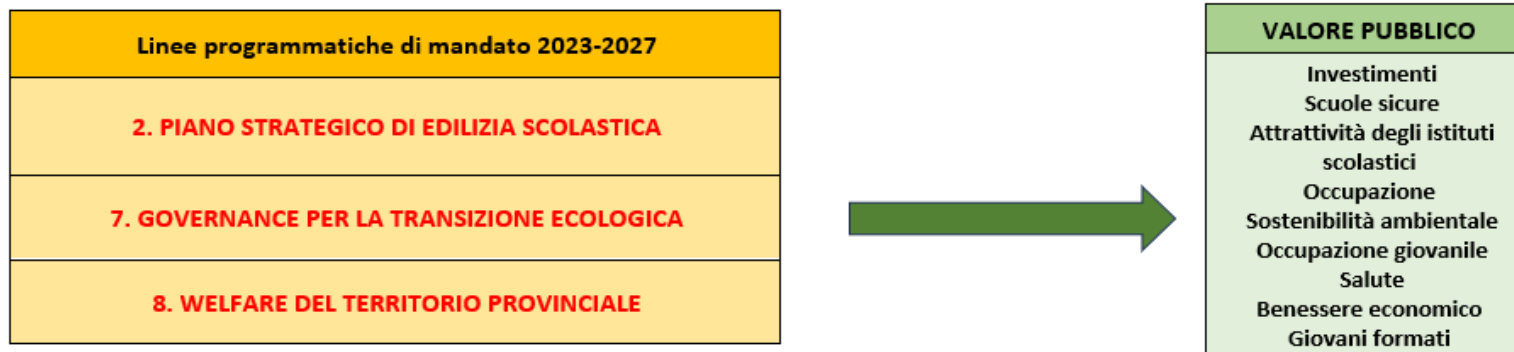 Linee programmatiche di mandato 2023-2027
2. PIANO STRATEGICO DI EDILIZIA SCOLASTICA
7. GOVERNANCE PER LA TRANSIZIONE ECOLOGICA
8. WELFARE DEL TERRITORIO PROVINCIALE
VALORE PUBBLICO
Investimenti
Scuole sicure
Attrattività degli istituti
scolastici
Occupazione
Sostenibilità ambientale
Occupazione giovanile
Salute
Benessere economico
Giovani formati